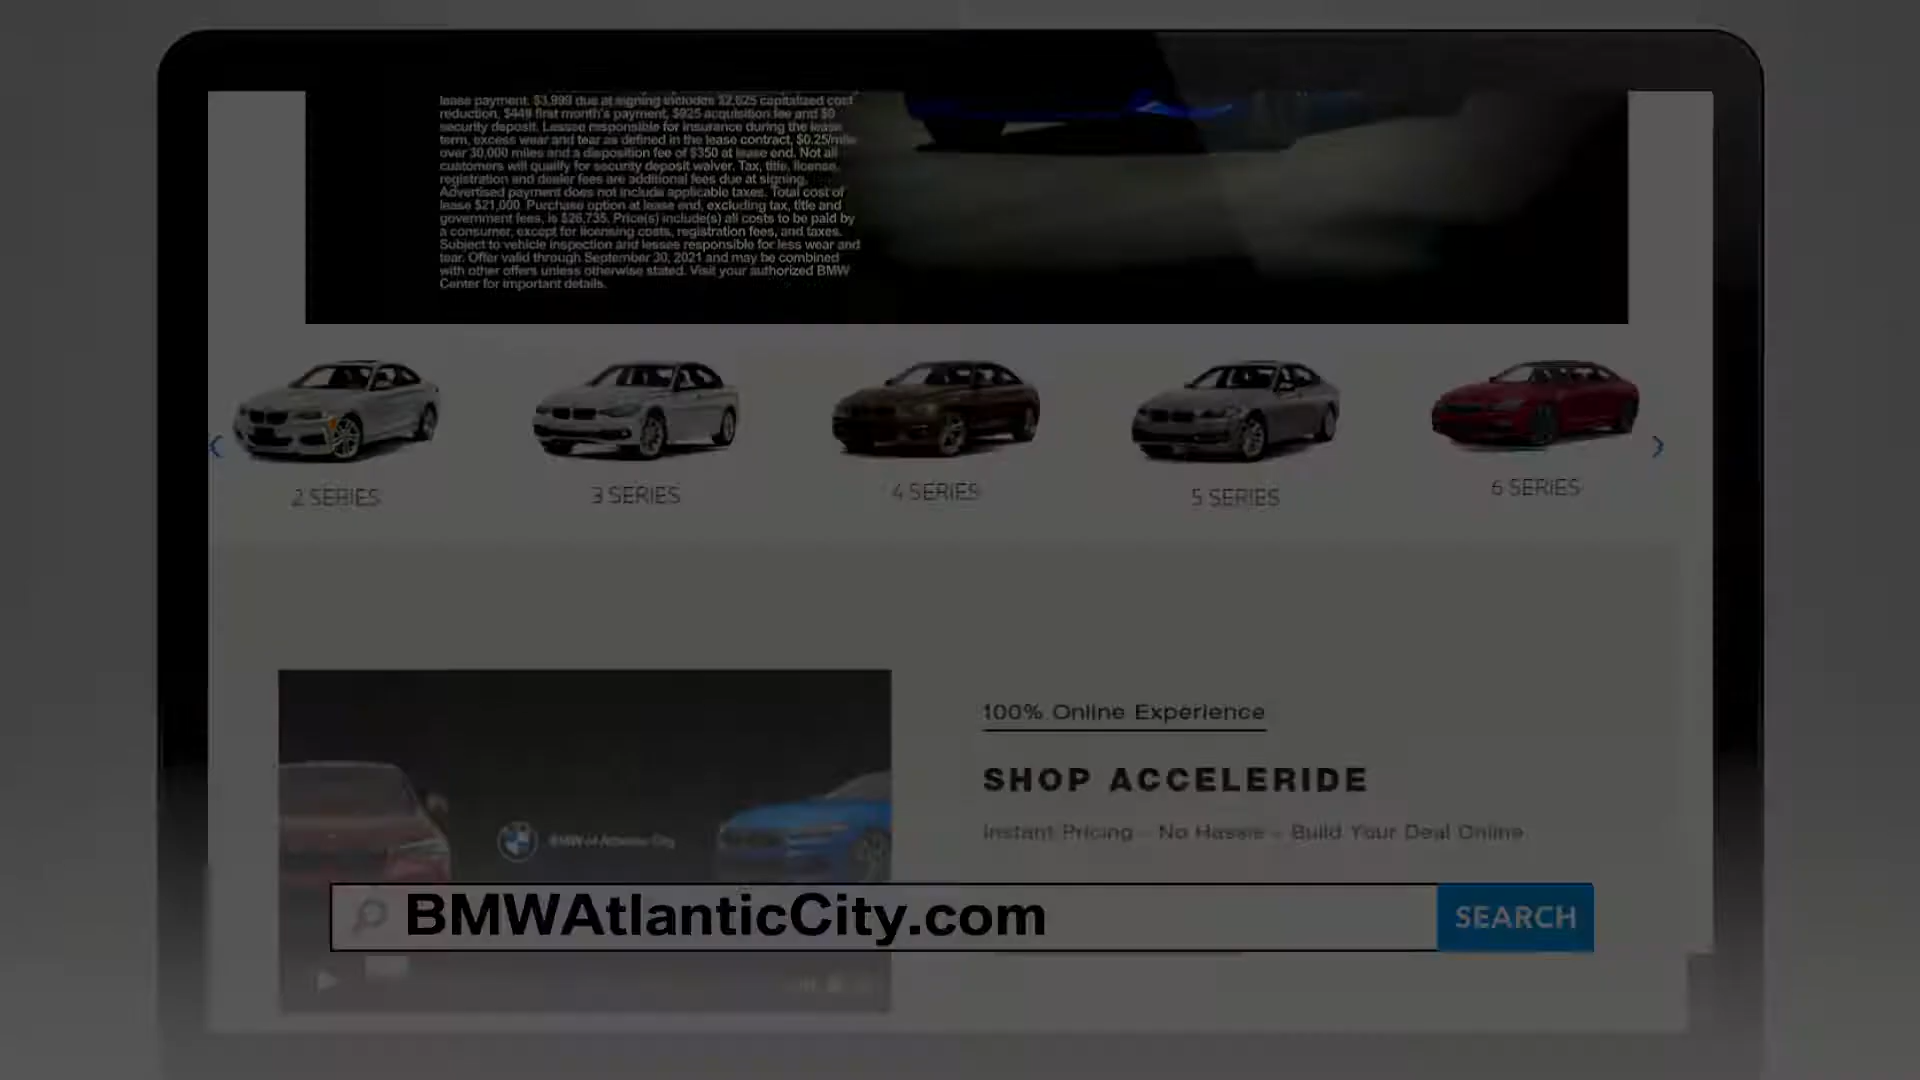 lease payment. $3,999 due at signing includes $2,625 capitalized cost
reduction, $449 first month's payment, $925 acquisition fee and $0
security deposit. Lessee responsible for insurance during the lease
term, excess wear and tear as defined in the lease contract, $0.25/mile
over 30,000 miles and a disposition fee of $350 at lease end. Not all
customers will qualify for security deposit waiver. Tax, title, license,
registration and dealer fees are additional fees due at signing.
Advertised payment does not include applicable taxes. Total cost of
lease $21,000. Purchase option at lease end, excluding tax, title and
government fees, is $26,735. Price(s) include(s) all costs to be paid by
a consumer, except for licensing costs, registration fees, and taxes.
Subject to vehicle inspection and lessee responsible for less wear and
tear. Offer valid through September 30, 2021 and may be combined
with other offers unless otherwise stated. Visit your authorized BMW
Center for important details.
2 SERIES
3 SERIES
4 SERIES
5 SERIES
6 SERIES
100% Online Experience
SHOP ACCELERIDE
Instant Pricing - No Hassle - Build Your Deal Online
BMW of Atlantic City
BMWAtlanticCity.com
SEARCH